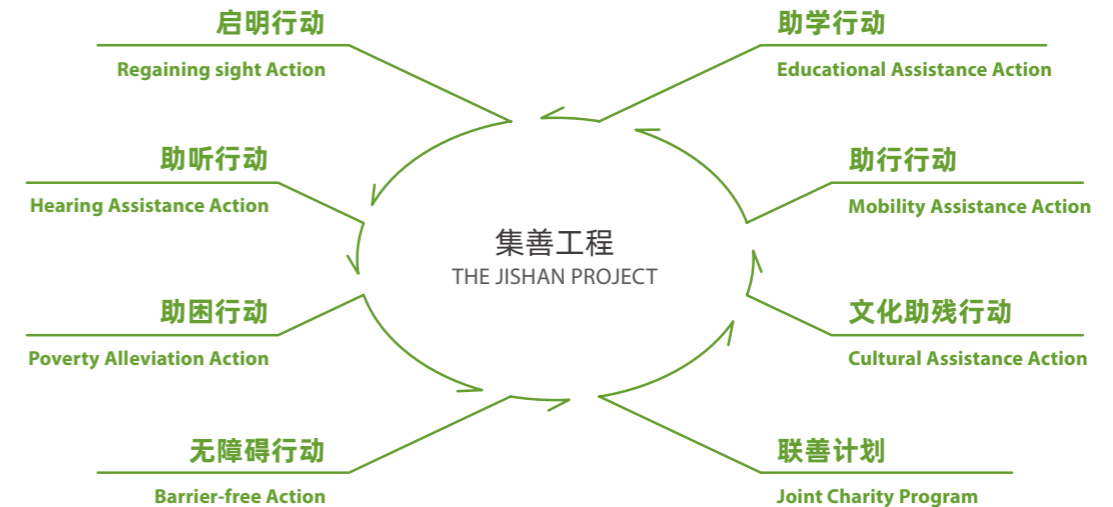 启明行动
Regaining sight Action
助学行动
Educational Assistance Action
助听行动
Hearing Assistance Action
助行行动
Mobility Assistance Action
集善工程
THE JISHAN PROJECT
助困行动
Poverty Alleviation Action
文化助残行动
Cultural Assistance Action
无障碍行动
Barrier-free Action
联善计划
Joint Charity Program